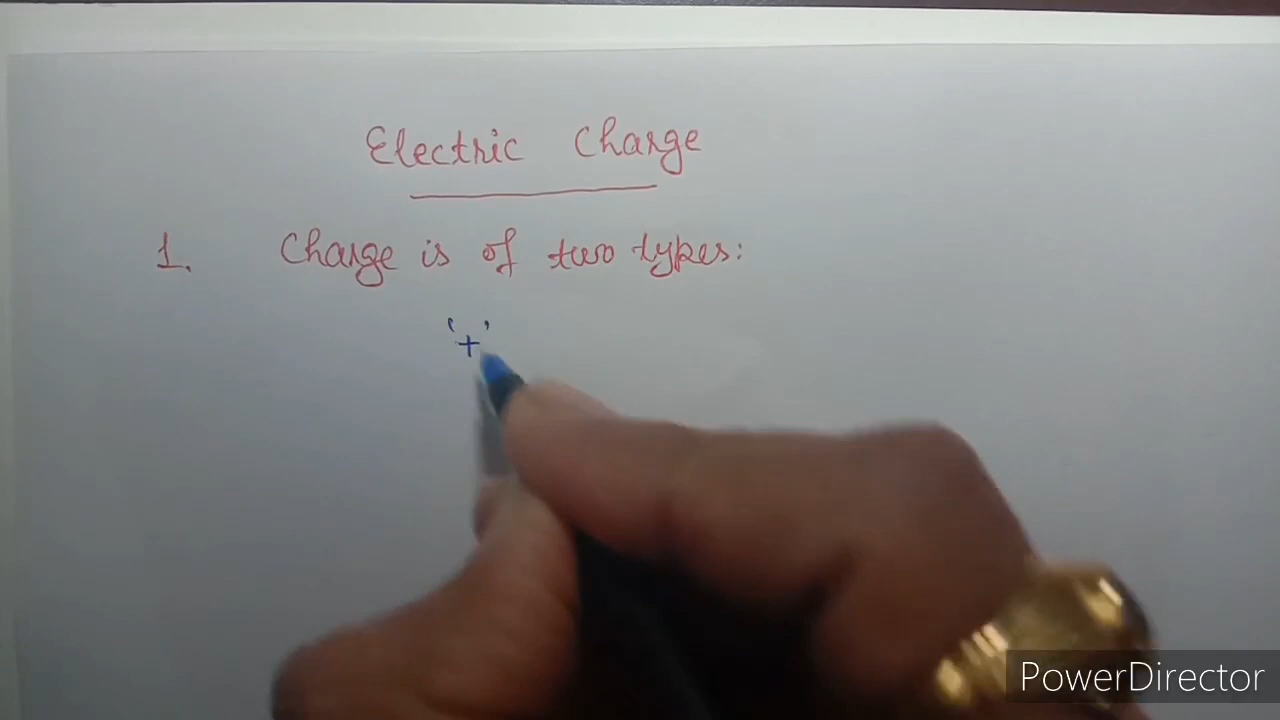 Electric Charge
1. Charge is of two types:
'+'
PowerDirector